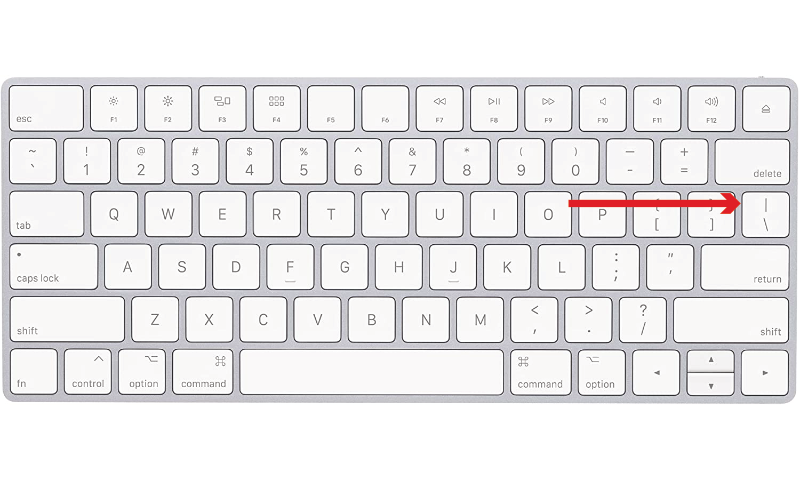 esc F1 F2 F3 F4 F5 F6 F7 F8 F9 F10 F11 F12
~ ! @ # $ % ^ & * ( ) — +
` 1 2 3 4 5 6 7 8 9 0 - = delete
tab Q W E R T Y U I O P { [ } ] | \
caps lock A S D F G H J K L : ; " ' return
shift Z X C V B N M < , > . ? / shift
fn control option command command option